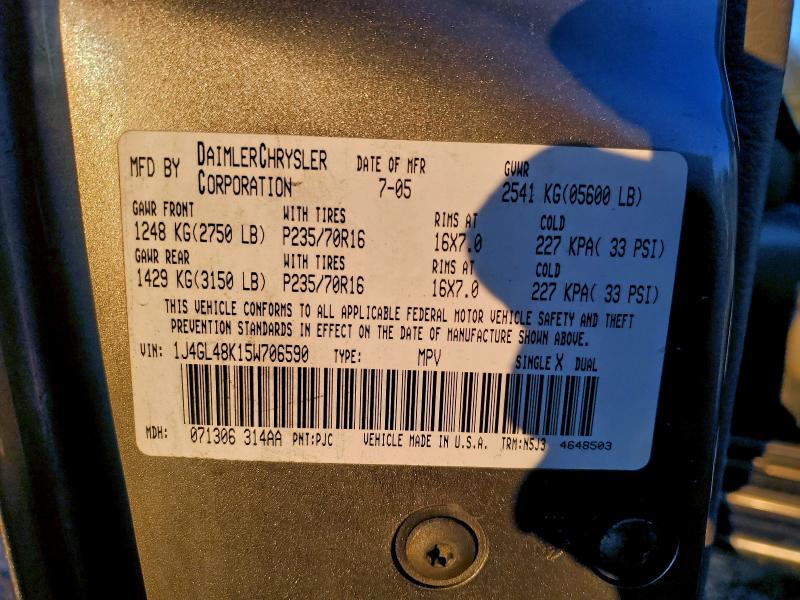 MFD BY DAIMLERCHRYSLER CORPORATION DATE OF MFR 7-05 GVWR 2541 KG(05600 LB)
GAWR FRONT WITH TIRES RIMS AT COLD
1248 KG(2750 LB) P235/70R16 16X7.0 227 KPA( 33 PSI)
GAWR REAR WITH TIRES RIMS AT COLD
1429 KG(3150 LB) P235/70R16 16X7.0 227 KPA( 33 PSI)
THIS VEHICLE CONFORMS TO ALL APPLICABLE FEDERAL MOTOR VEHICLE SAFETY AND THEFT
PREVENTION STANDARDS IN EFFECT ON THE DATE OF MANUFACTURE SHOWN ABOVE.
VIN: 1J4GL48K15W706590 TYPE: MPV SINGLE X DUAL
MDH: 071306 314AA PNT:PJC VEHICLE MADE IN U.S.A. TRM:N5J3 4648503